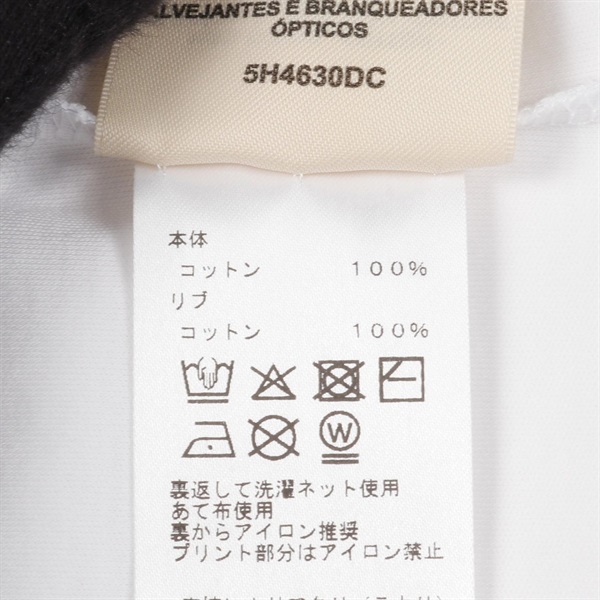 ALVEJANTES E BRANQUEADORES
ÓPTICOS
5H4630DC
本体
コットン 100%
リブ
コットン 100%
W
裏返して洗濯ネット使用
あて布使用
裏からアイロン推奨
プリント部分はアイロン禁止